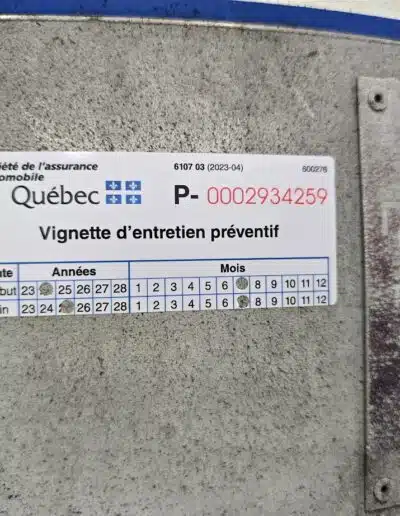 iété de l'assurance
omobile
Québec
6107 03 (2023-04)
600276
P- 0002934259
Vignette d'entretien préventif
te Années Mois
but 23 25 26 27 28 1 2 3 4 5 6 8 9 10 11 12
in 23 24 26 27 28 1 2 3 4 5 6 8 9 10 11 12